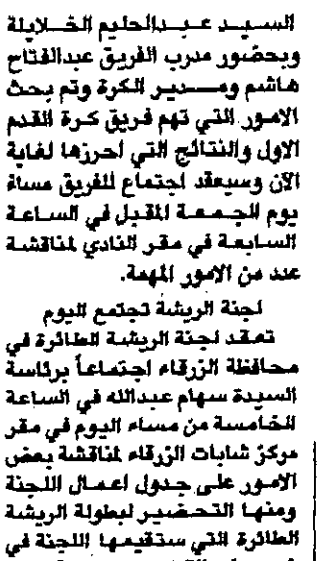 السيد عبدالحليم الخلايلة
وبحضور مدرب الفريق عبدالفتاح
هاشم ومدير الكرة وتم بحث
الامور التي تهم فريق كرة القدم
الاول والنتائج التي احرزها لغاية
الآن وسيعقد اجتماع للفريق مساء
يوم الجمعة المقبل في الساعة
السابعة في مقر النادي لمناقشة
عدد من الامور المهمة.
لجنة الريشة تجتمع اليوم
تعقد لجنة الريشة الطائرة في
محافظة الزرقاء اجتماعاً برئاسة
السيدة سهام عبدالله في الساعة
الخامسة من مساء اليوم في مقر
مركز شابات الزرقاء لمناقشة بعض
الامور على جدول اعمال اللجنة
ومنها التحضير لبطولة الريشة
الطائرة التي ستقيمها اللجنة في